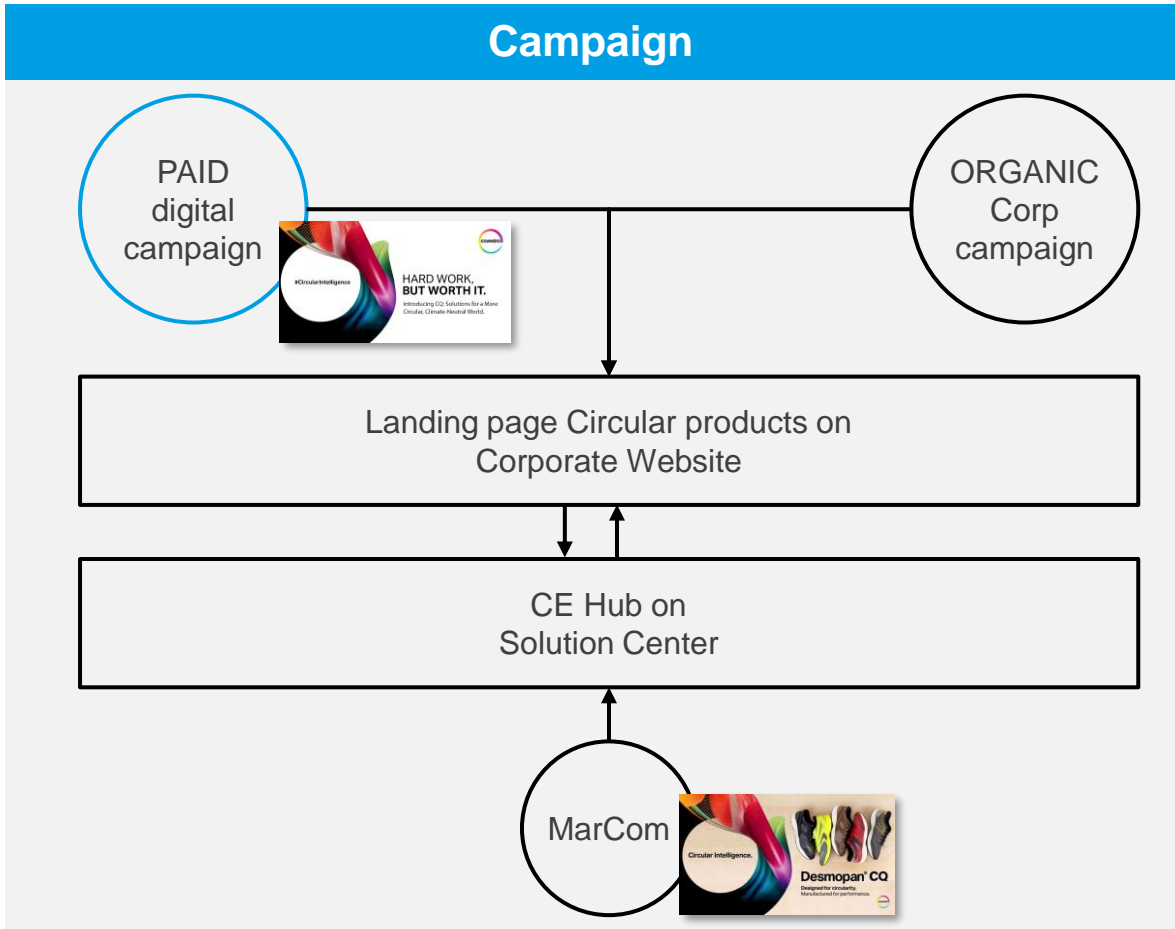 Campaign
PAID
digital
campaign
ORGANIC
Corp
campaign
covestro
#CircularIntelligence
HARD WORK,
BUT WORTH IT.
Introducing CQ: Solutions for a More
Circular, Climate-Neutral World.
Landing page Circular products on
Corporate Website
CE Hub on
Solution Center
MarCom
Circular Intelligence.
Desmopan® CQ
Designed for circularity.
Manufactured for performance.